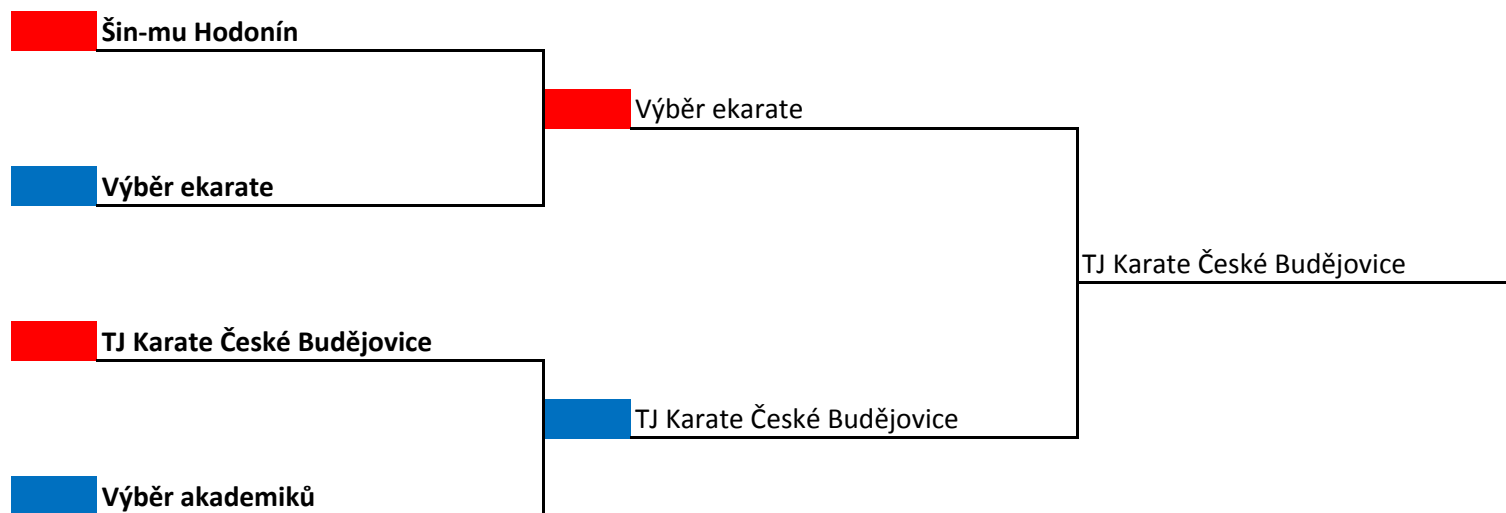 Šin-mu Hodonín
Výběr ekarate
Výběr ekarate
TJ Karate České Budějovice
TJ Karate České Budějovice
TJ Karate České Budějovice
Výběr akademiků